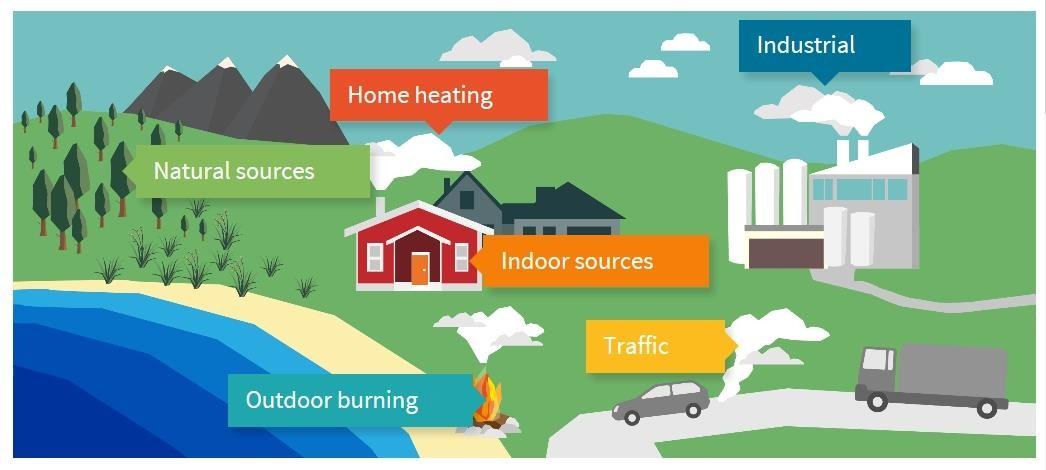 Industrial
Home heating
Natural sources
Indoor sources
Traffic
Outdoor burning